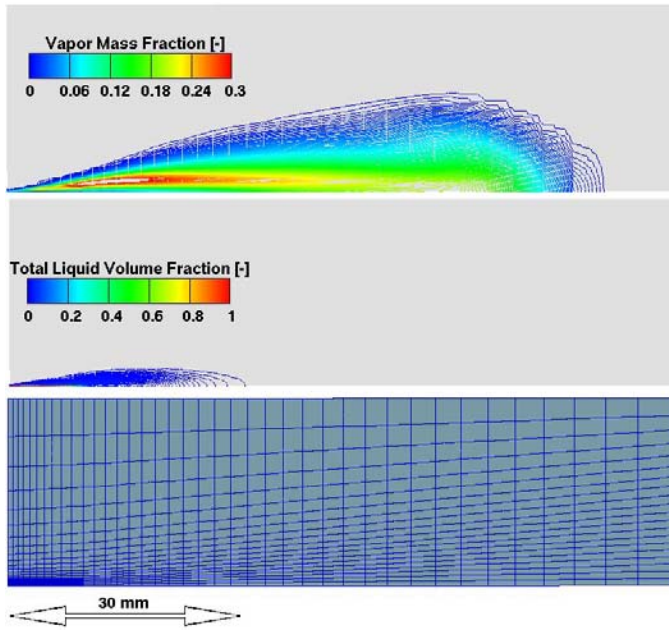 Vapor Mass Fraction [-]
0 0.06 0.12 0.18 0.24 0.3
Total Liquid Volume Fraction [-]
0 0.2 0.4 0.6 0.8 1
30 mm